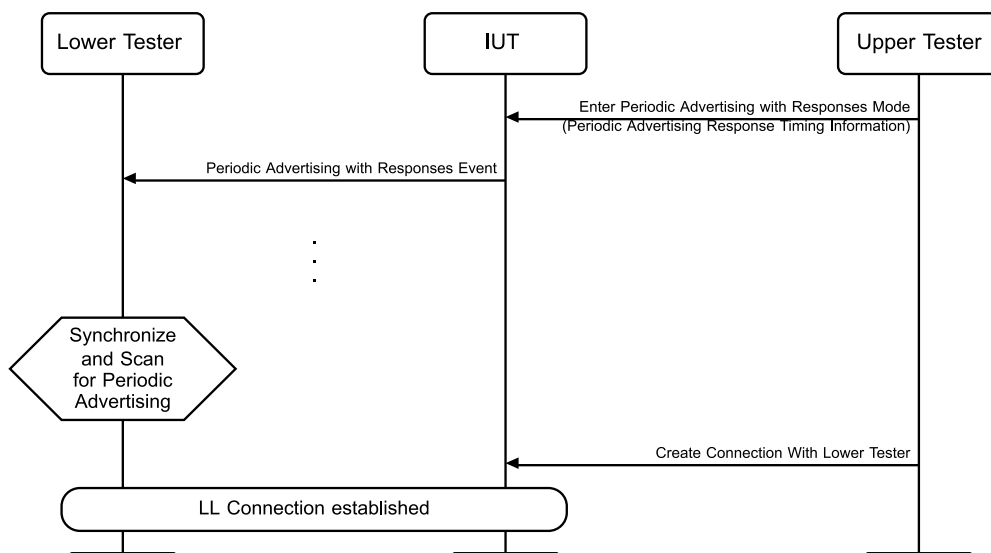 Lower Tester
IUT
Upper Tester
Enter Periodic Advertising with Responses Mode
(Periodic Advertising Response Timing Information)
Periodic Advertising with Responses Event
Synchronize
and Scan
for Periodic
Advertising
Create Connection With Lower Tester
LL Connection established